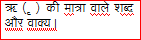 ऋ ( ृ ) की मात्रा वाले शब्द
और वाक्य।